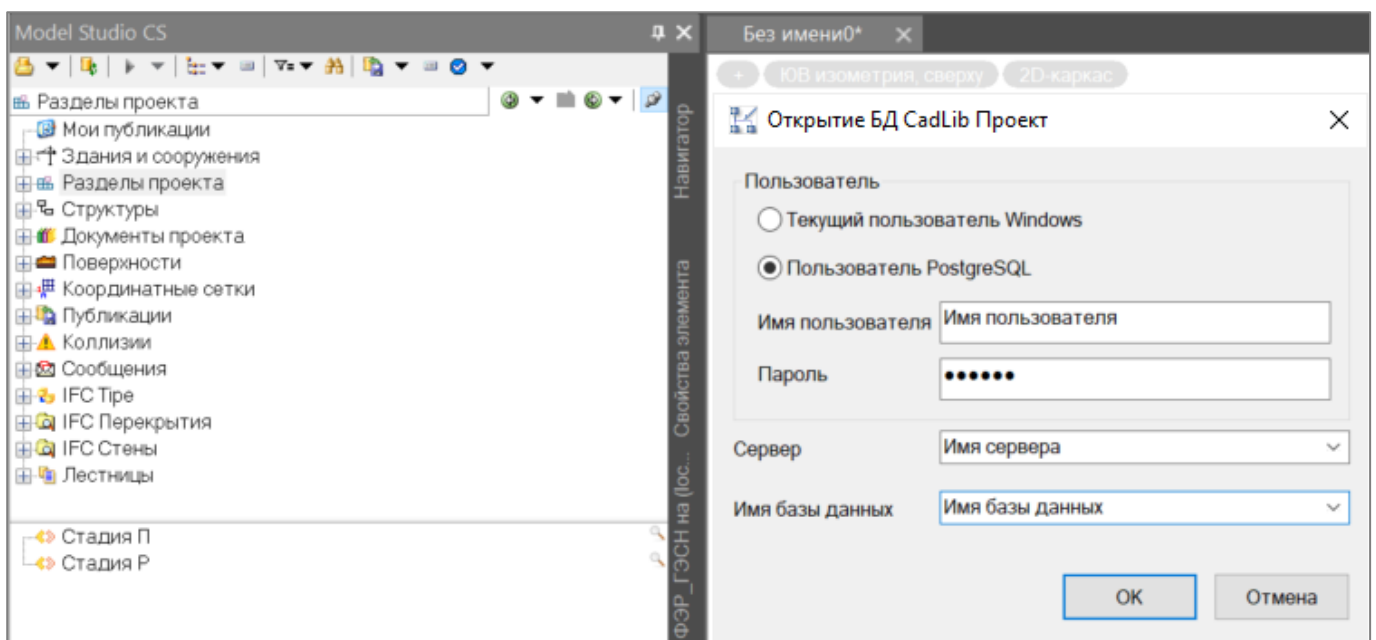 Model Studio CS
Разделы проекта
Мои публикации
Здания и сооружения
Разделы проекта
Структуры
Документы проекта
Поверхности
Координатные сетки
Публикации
Коллизии
Сообщения
IFC Tipe
IFC Перекрытия
IFC Стены
Лестницы
Стадия П
Стадия Р
Навигатор
Свойства элемента
ФЭР_ГЭСН на (loc...
Без имени0*
+ ЮВ изометрия, сверху 2D-каркас
Открытие БД CadLib Проект
Пользователь
Текущий пользователь Windows
Пользователь PostgreSQL
Имя пользователя Имя пользователя
Пароль ••••••
Сервер Имя сервера
Имя базы данных Имя базы данных
OK Отмена